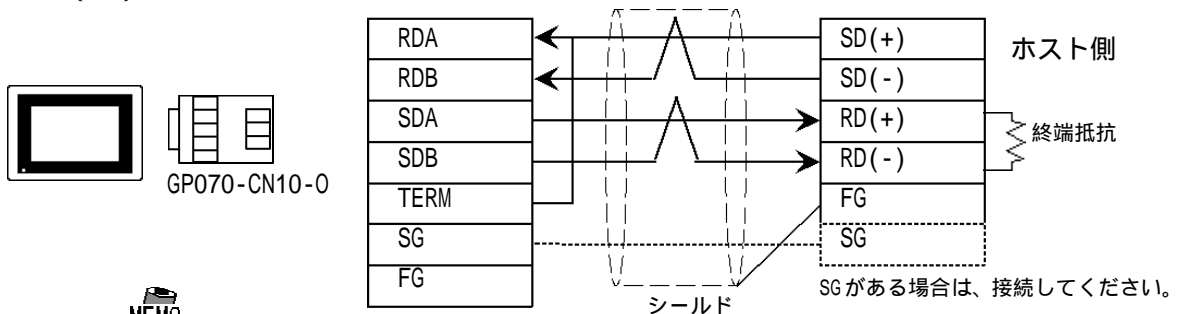 RDA
RDB
SDA
SDB
TERM
SG
FG
GP070-CN10-0
SD(+)
SD(-)
RD(+)
RD(-)
FG
SG
ホスト側
終端抵抗
シールド
SGがある場合は、接続してください。